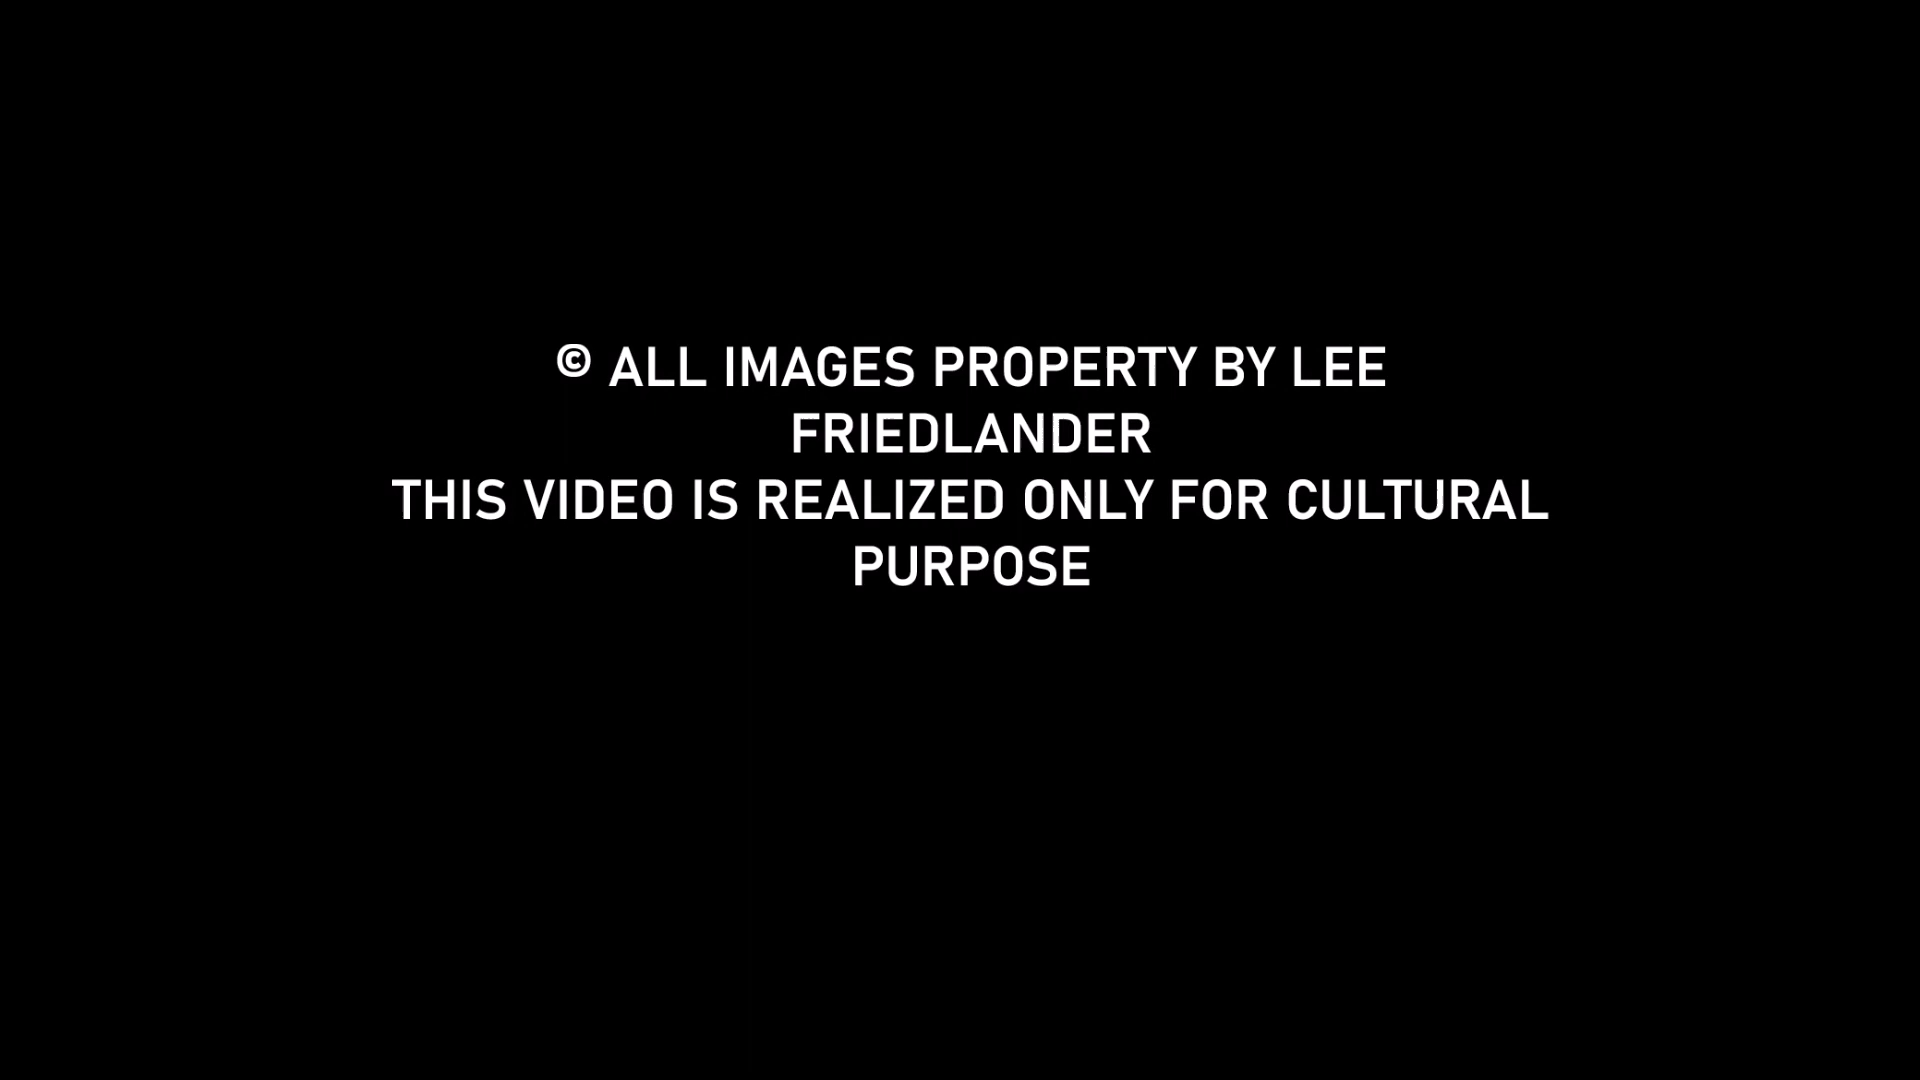 © ALL IMAGES PROPERTY BY LEE
FRIEDLANDER
THIS VIDEO IS REALIZED ONLY FOR CULTURAL
PURPOSE